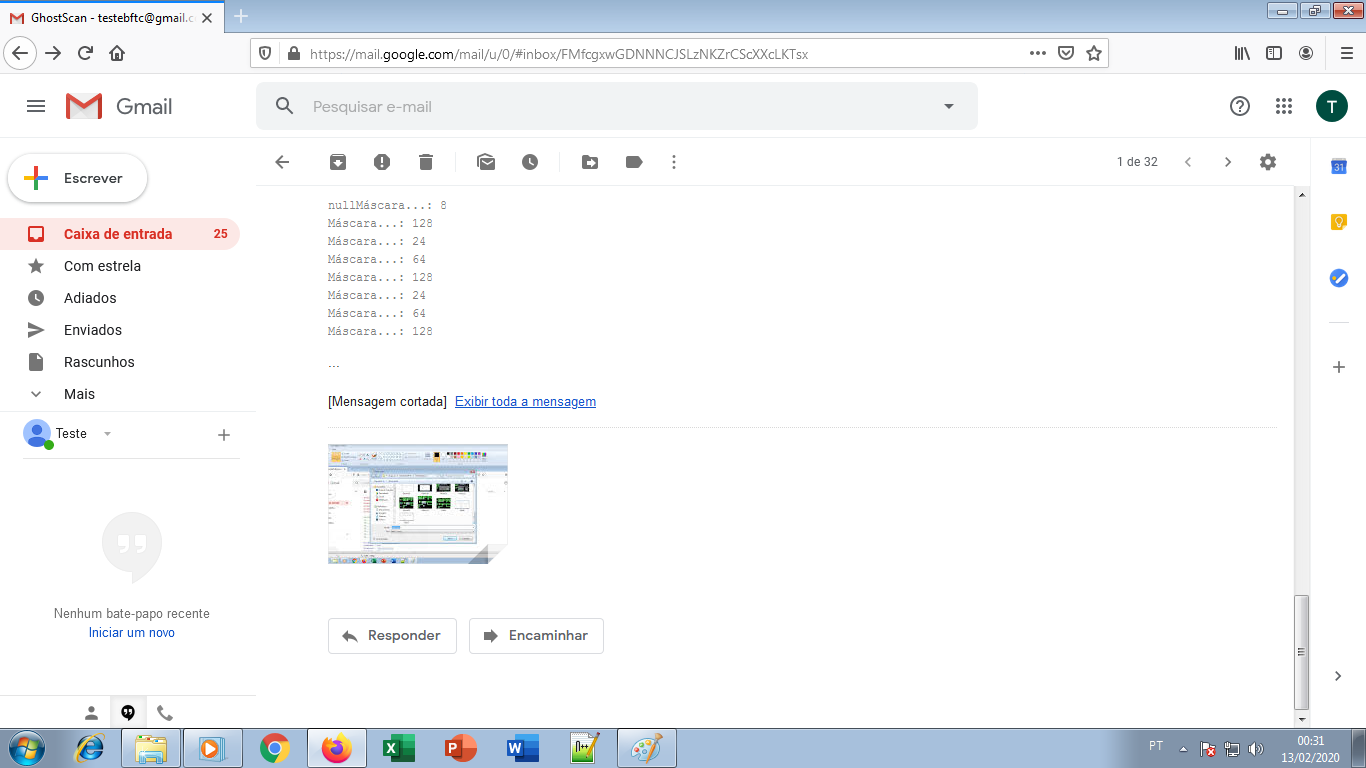 GhostScan - testebftc@gmail.c
https://mail.google.com/mail/u/0/#inbox/FMfcgxwGDNNNCJSLzNKZrCScXXcLKTsx
Gmail
Pesquisar e-mail
T
Escrever
1 de 32
31
Caixa de entrada 25
Com estrela
Adiados
Enviados
Rascunhos
Mais
Teste
Nenhum bate-papo recente
Iniciar um novo
nullMáscara...: 8
Máscara...: 128
Máscara...: 24
Máscara...: 64
Máscara...: 128
Máscara...: 24
Máscara...: 64
Máscara...: 128
...
[Mensagem cortada] Exibir toda a mensagem
Responder
Encaminhar
PT
00:31
13/02/2020